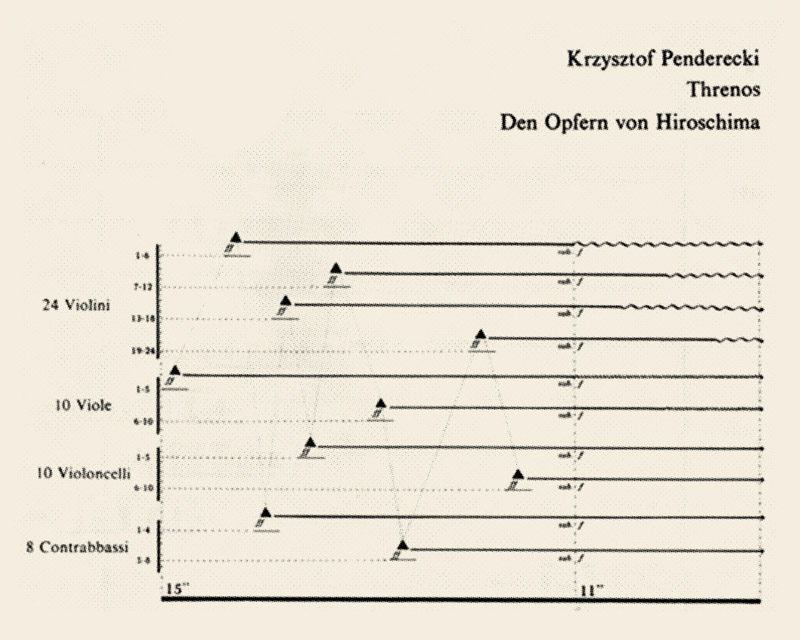 Krzysztof Penderecki
Threnos
Den Opfern von Hiroschima
ff
1-6
sub. f
ff
7-12
sub. f
24 Violini
ff
13-18
sub. f
ff
19-24
sub. f
ff
1-5
sub. f
10 Viole
ff
6-10
sub. f
ff
1-5
sub. f
10 Violoncelli
ff
6-10
sub. f
ff
1-4
sub. f
8 Contrabbassi
ff
5-8
sub. f
15" 11"